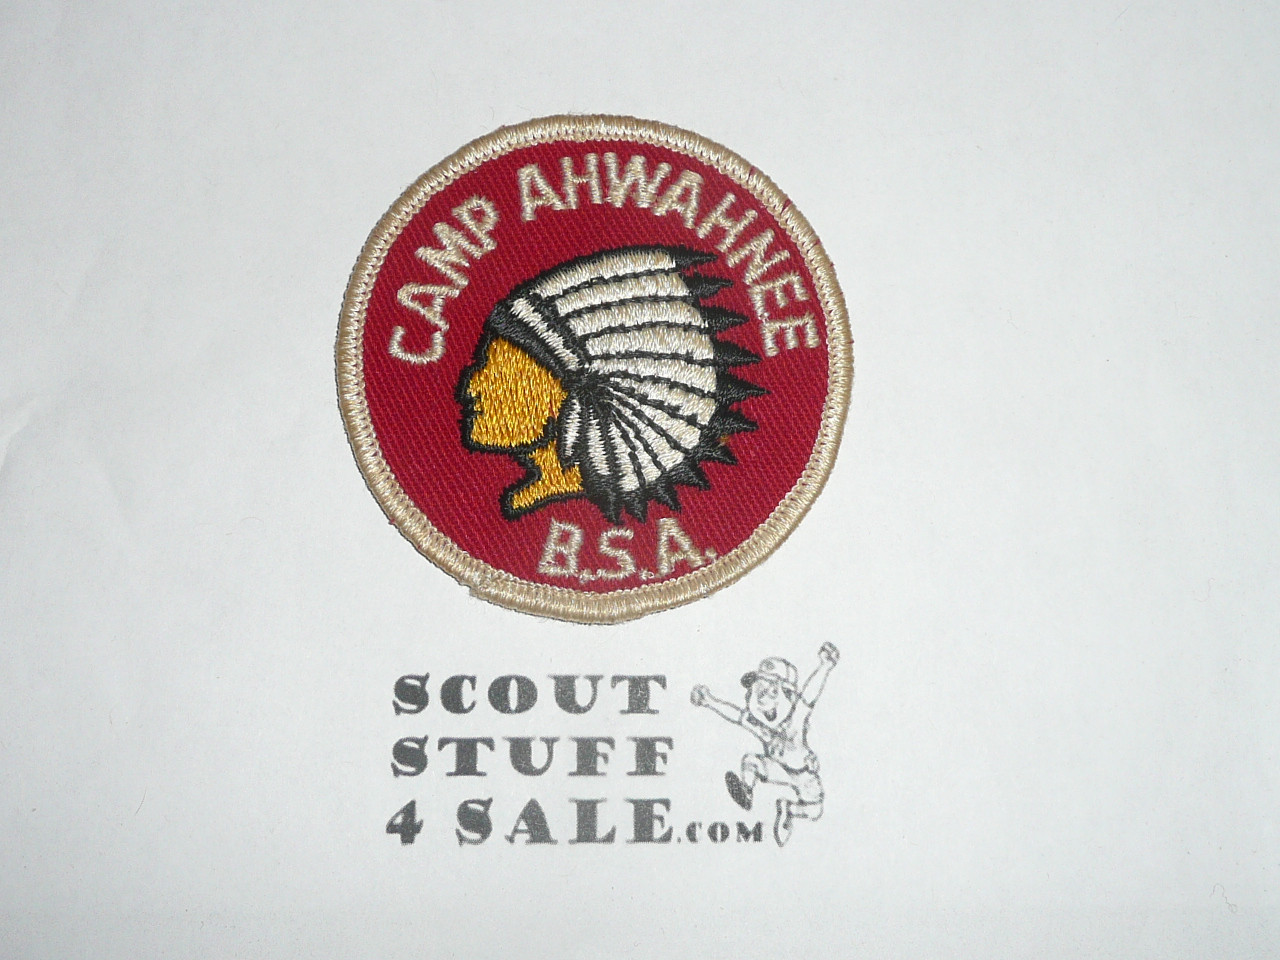 CAMP AHWAHNEE
B.S.A.
SCOUT
STUFF
4 SALE.COM